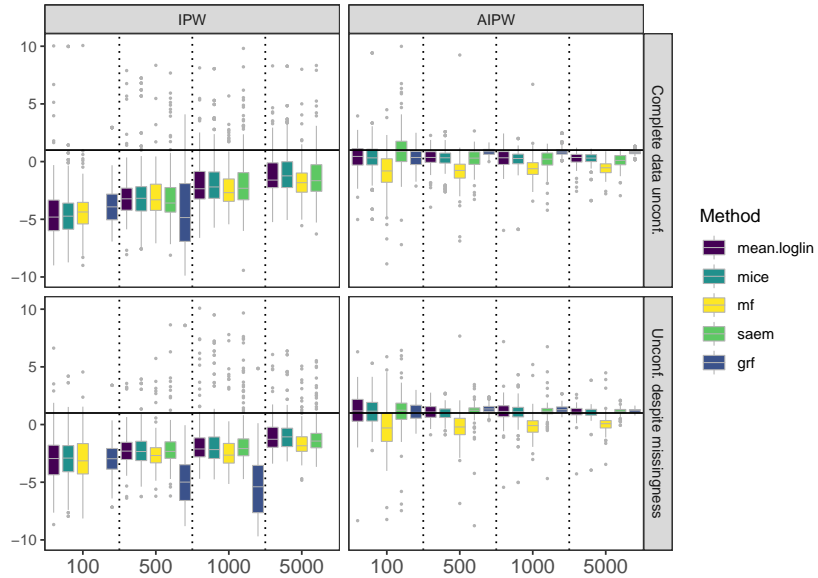 IPW
AIPW
10
5
0
−5
−10
Complete data unconf.
10
5
0
−5
−10
Unconf. despite missingness
100
500
1000
5000
100
500
1000
5000
Method
mean.loglin
mice
mf
saem
grf